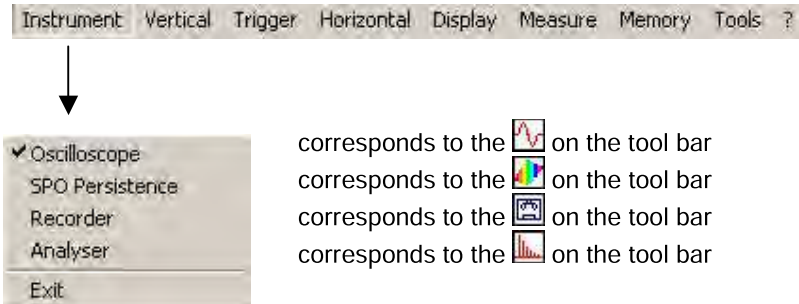 Instrument Vertical Trigger Horizontal Display Measure Memory Tools ?
✔Oscilloscope
SPO Persistence
Recorder
Analyser
Exit
corresponds to the on the tool bar
corresponds to the on the tool bar
corresponds to the on the tool bar
corresponds to the on the tool bar